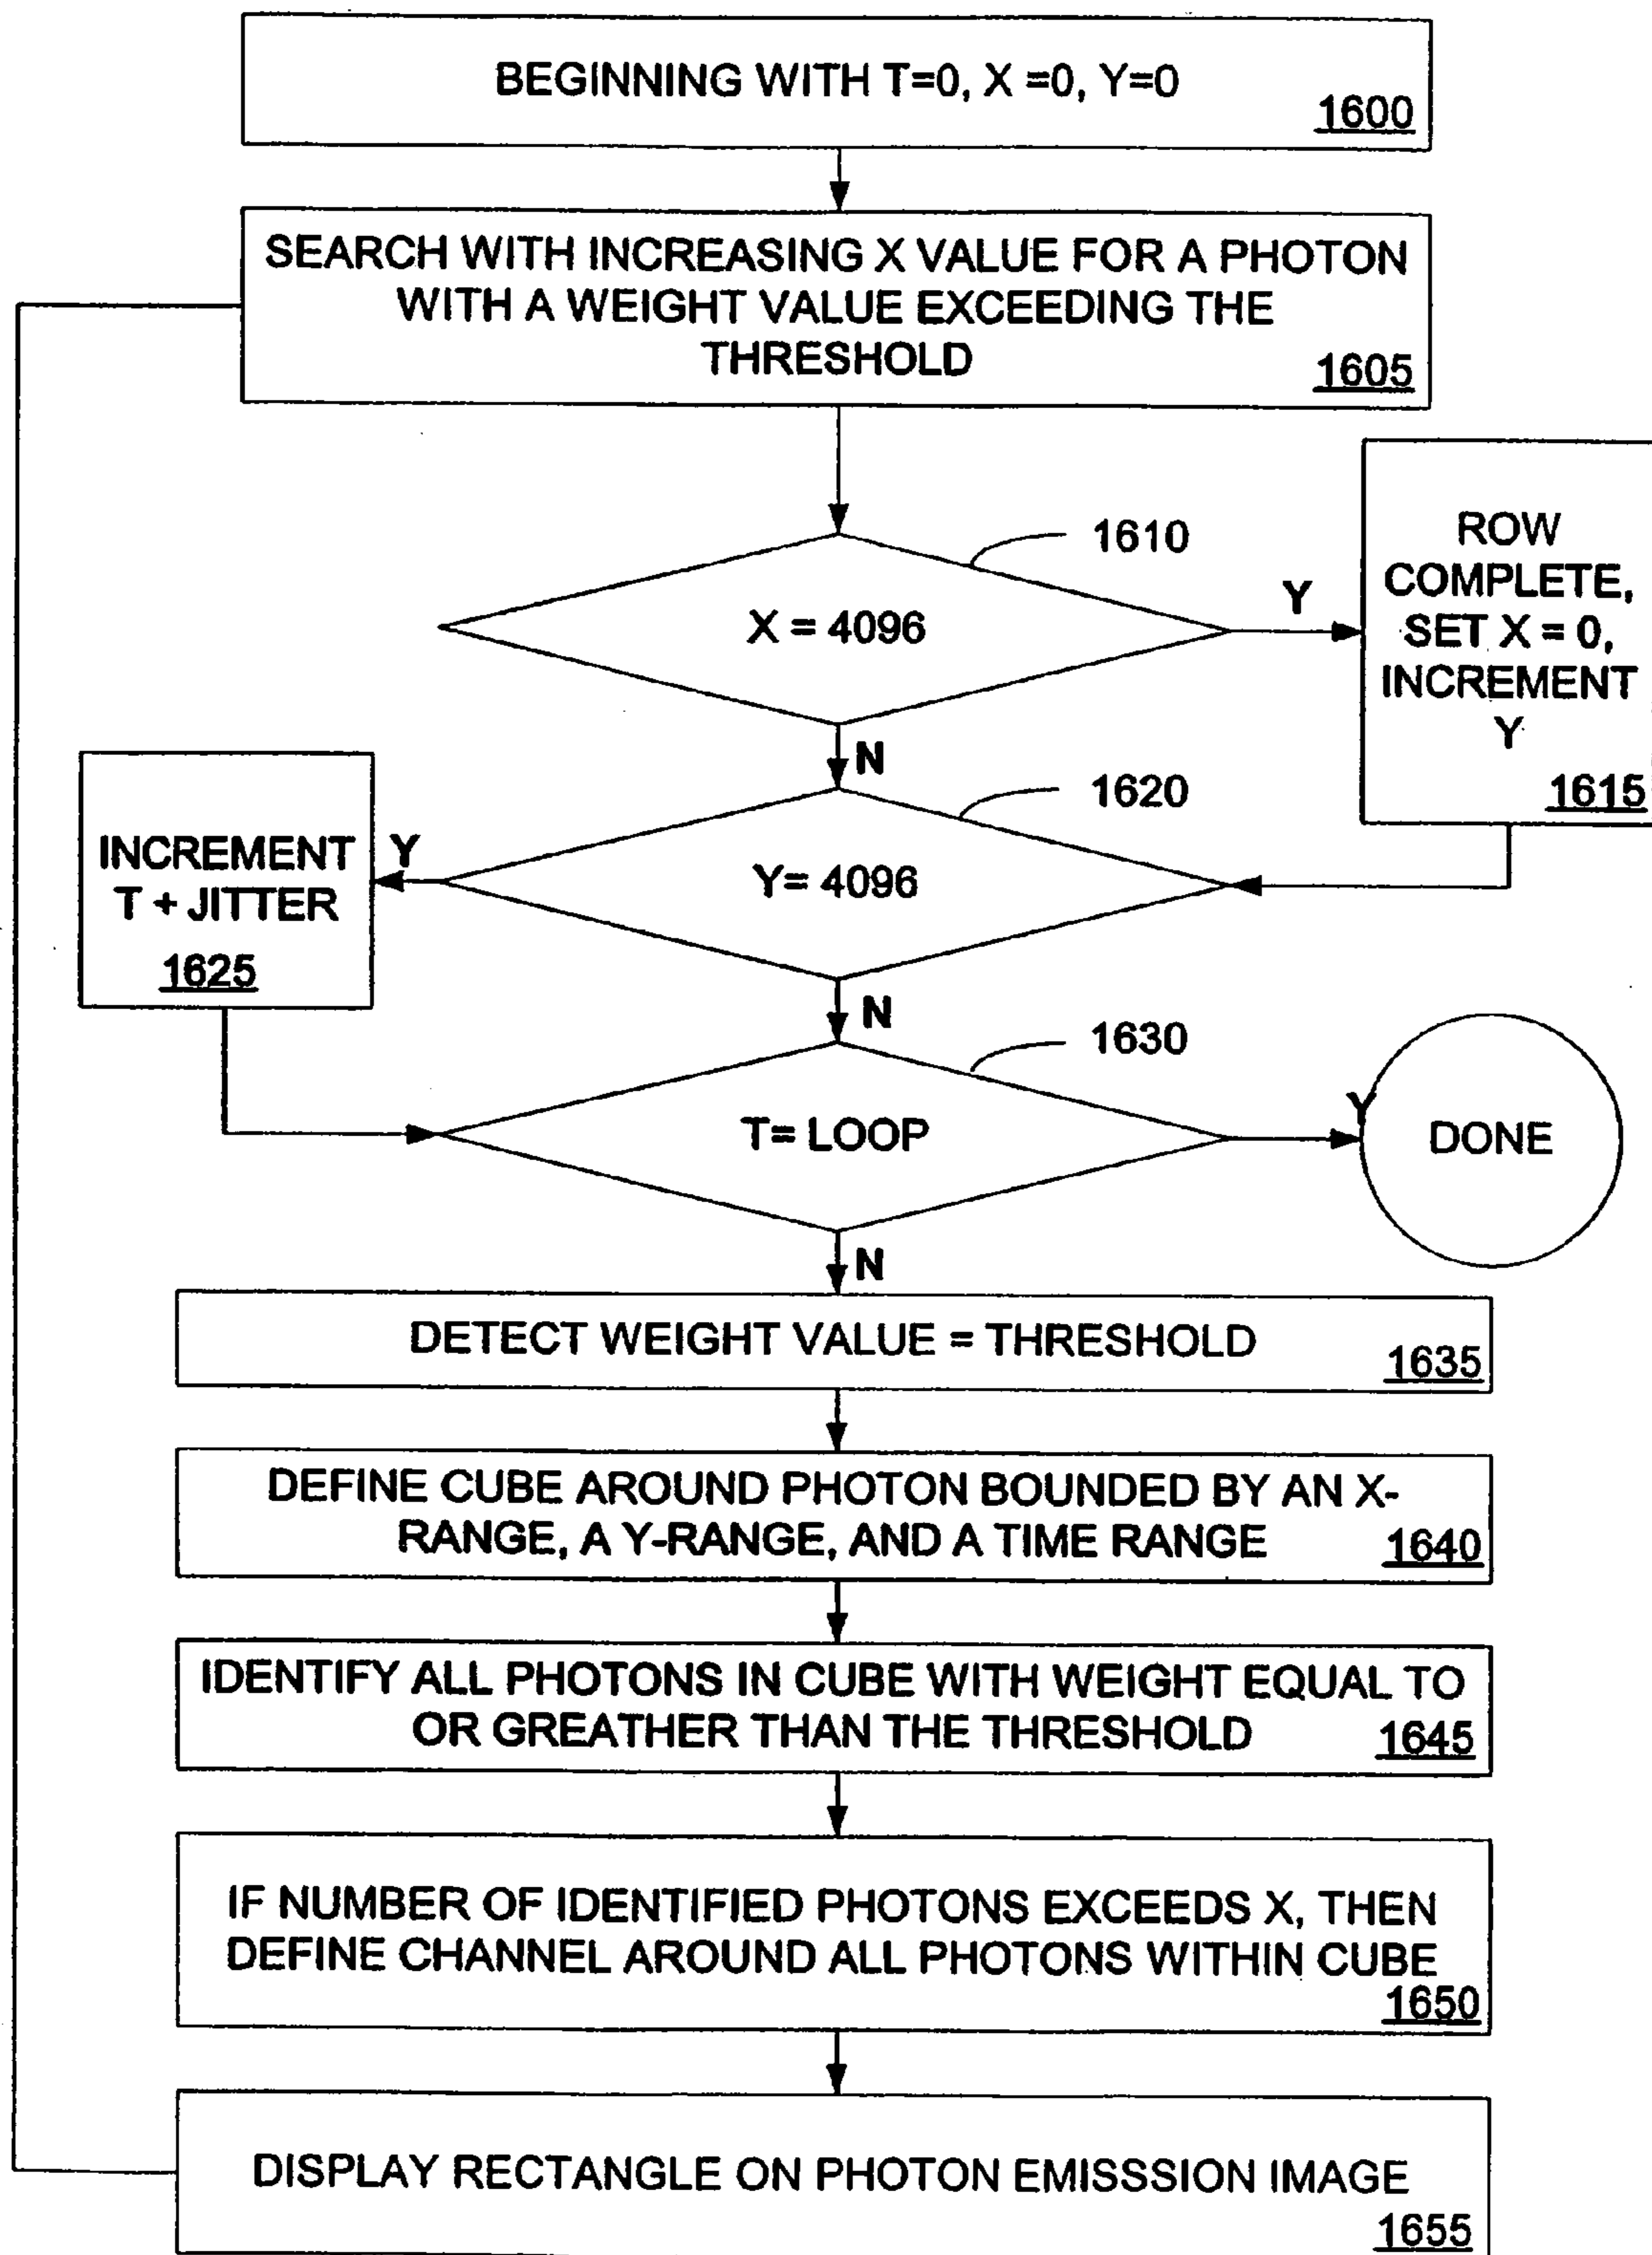 BEGINNING WITH T=0, X =0, Y=0
1600
SEARCH WITH INCREASING X VALUE FOR A PHOTON
WITH A WEIGHT VALUE EXCEEDING THE
THRESHOLD
1605
1610
X = 4096
Y
ROW
COMPLETE,
SET X = 0,
INCREMENT
Y
1615
N
1620
Y= 4096
Y
INCREMENT
T + JITTER
1625
N
1630
T= LOOP
Y
DONE
N
DETECT WEIGHT VALUE = THRESHOLD
1635
DEFINE CUBE AROUND PHOTON BOUNDED BY AN X-
RANGE, A Y-RANGE, AND A TIME RANGE
1640
IDENTIFY ALL PHOTONS IN CUBE WITH WEIGHT EQUAL TO
OR GREATHER THAN THE THRESHOLD
1645
IF NUMBER OF IDENTIFIED PHOTONS EXCEEDS X, THEN
DEFINE CHANNEL AROUND ALL PHOTONS WITHIN CUBE
1650
DISPLAY RECTANGLE ON PHOTON EMISSSION IMAGE
1655